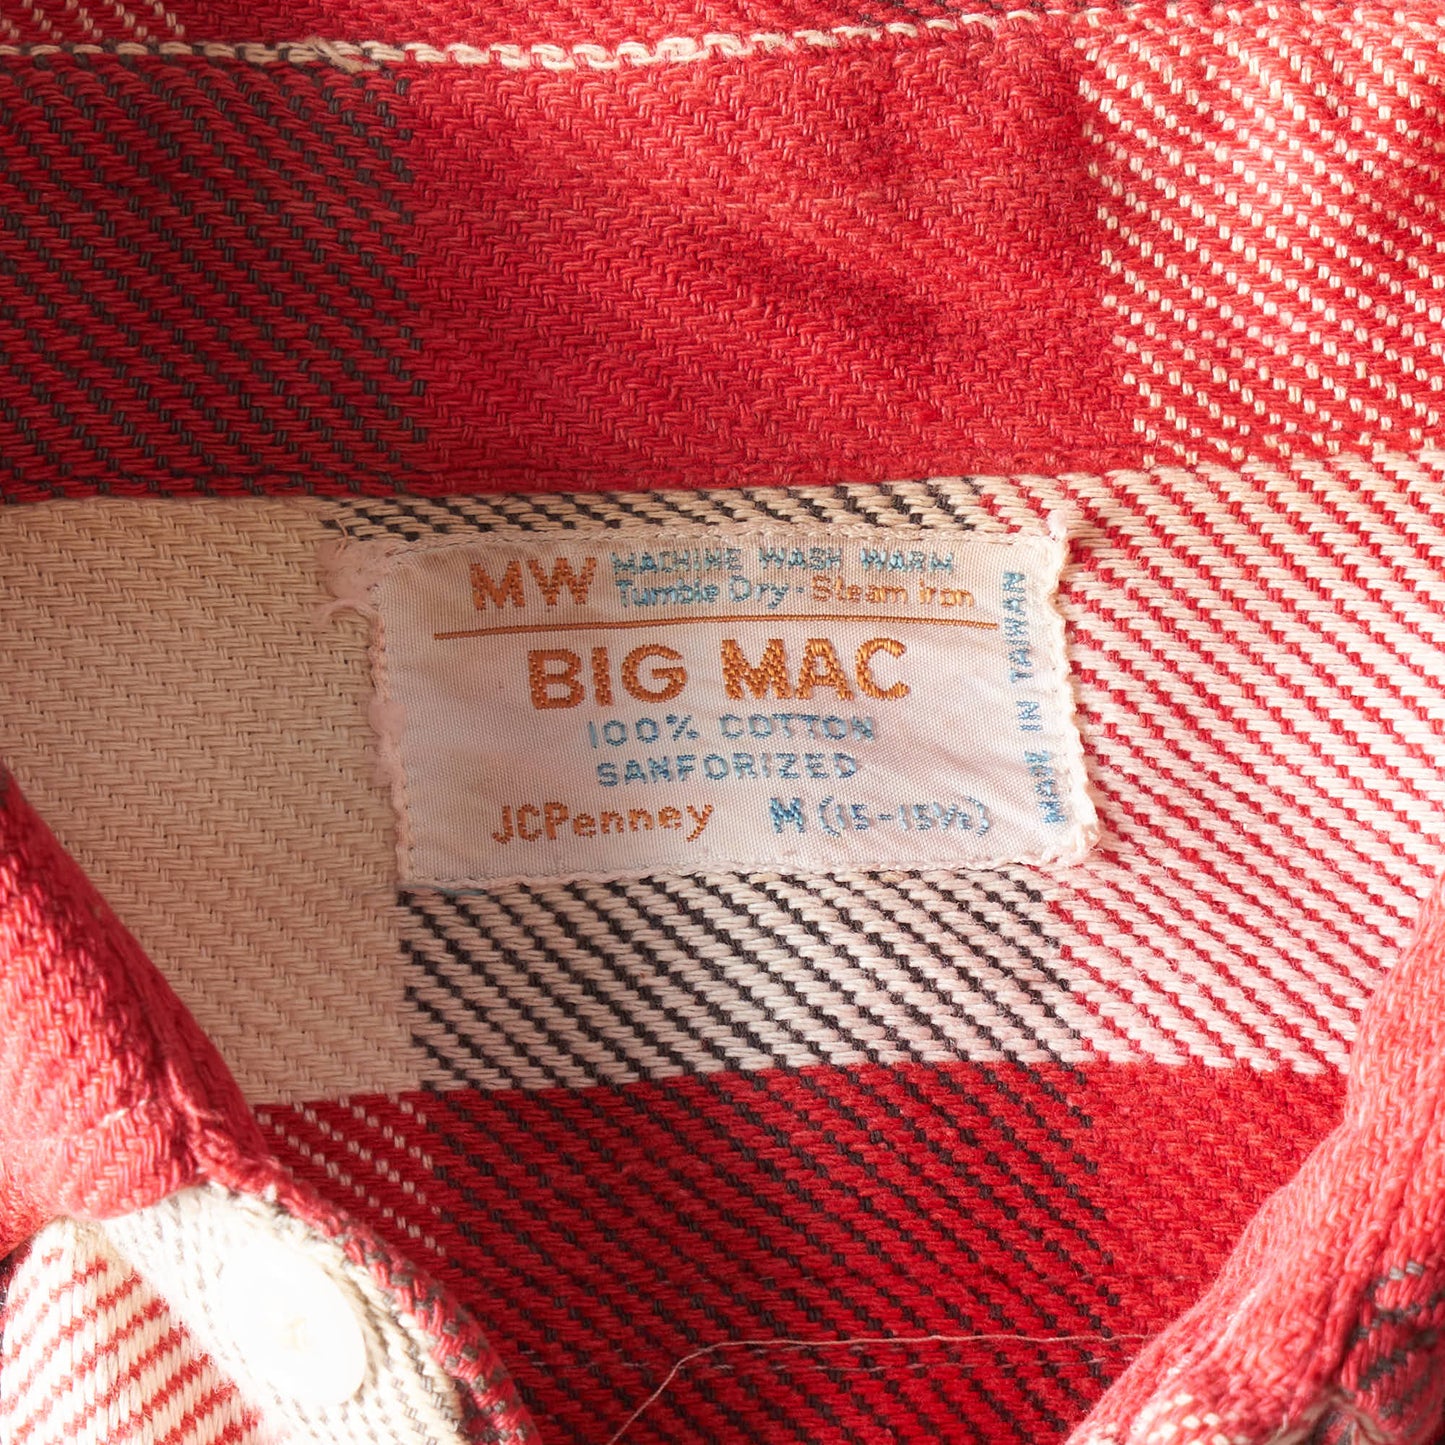 MW MACHINE WASH WARM
Tumble Dry - Steam Iron
BIG MAC
100% COTTON
SANFORIZED
JCPenney M (15-15½)
WOVEN IN TAIWAN